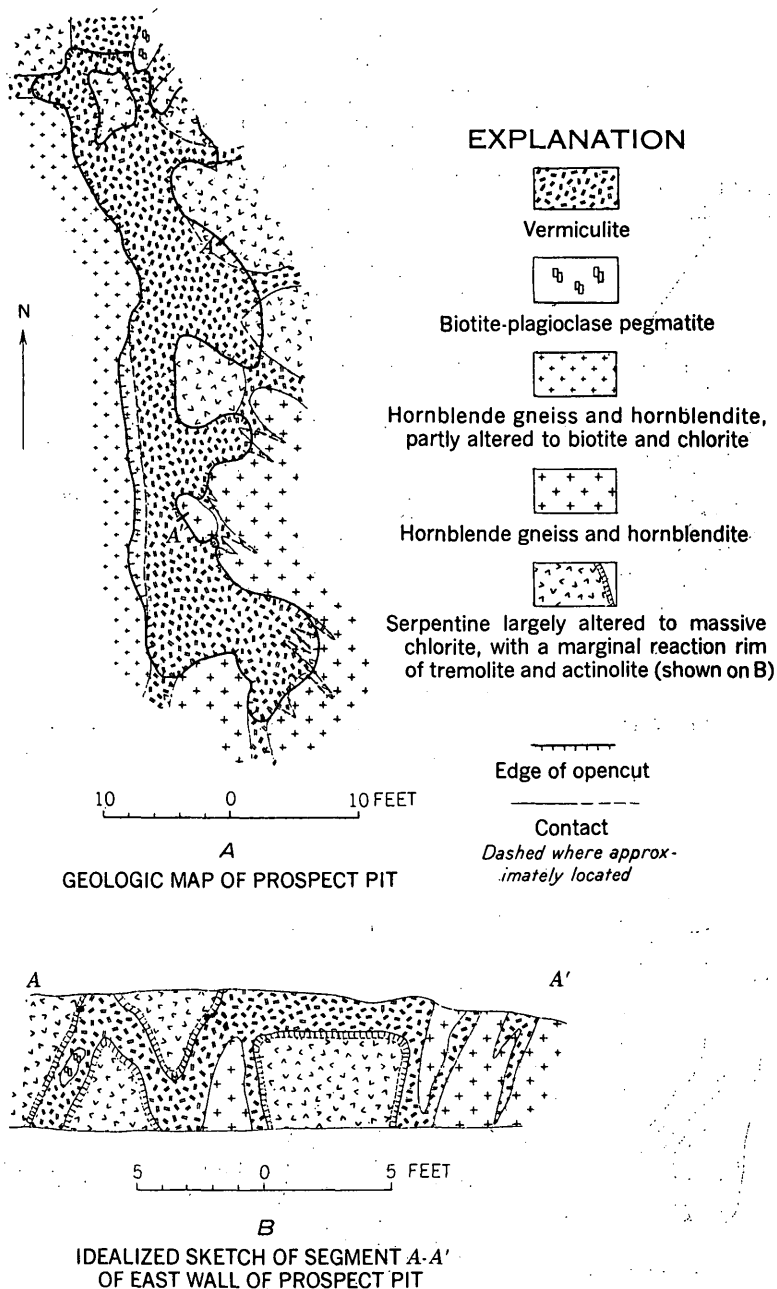 EXPLANATION
Vermiculite
Biotite-plagioclase pegmatite
Hornblende gneiss and hornblendite,
partly altered to biotite and chlorite
Hornblende gneiss and hornblendite
Serpentine largely altered to massive
chlorite, with a marginal reaction rim
of tremolite and actinolite (shown on B)
Edge of opencut
Contact
Dashed where approx-
imately located
N
A
A'
10 0 10 FEET
A
GEOLOGIC MAP OF PROSPECT PIT
A A'
5 0 5 FEET
B
IDEALIZED SKETCH OF SEGMENT A-A'
OF EAST WALL OF PROSPECT PIT